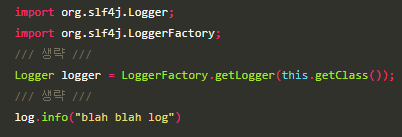 import org.slf4j.Logger;
import org.slf4j.LoggerFactory;
/// 생략 ///
Logger logger = LoggerFactory.getLogger(this.getClass());
/// 생략 ///
log.info("blah blah log")